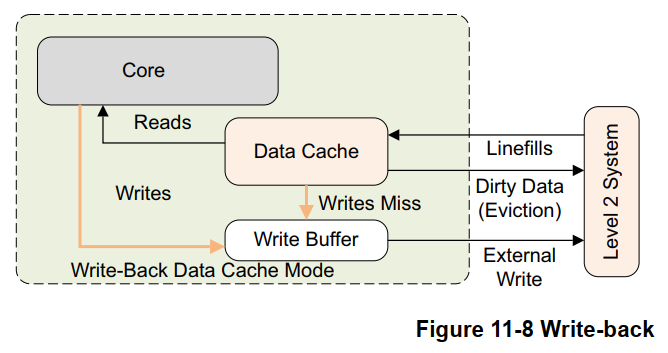 Core
Reads
Data Cache
Linefills
Dirty Data
(Eviction)
Level 2 System
Writes
Writes Miss
Write Buffer
External
Write
Write-Back Data Cache Mode
Figure 11-8 Write-back